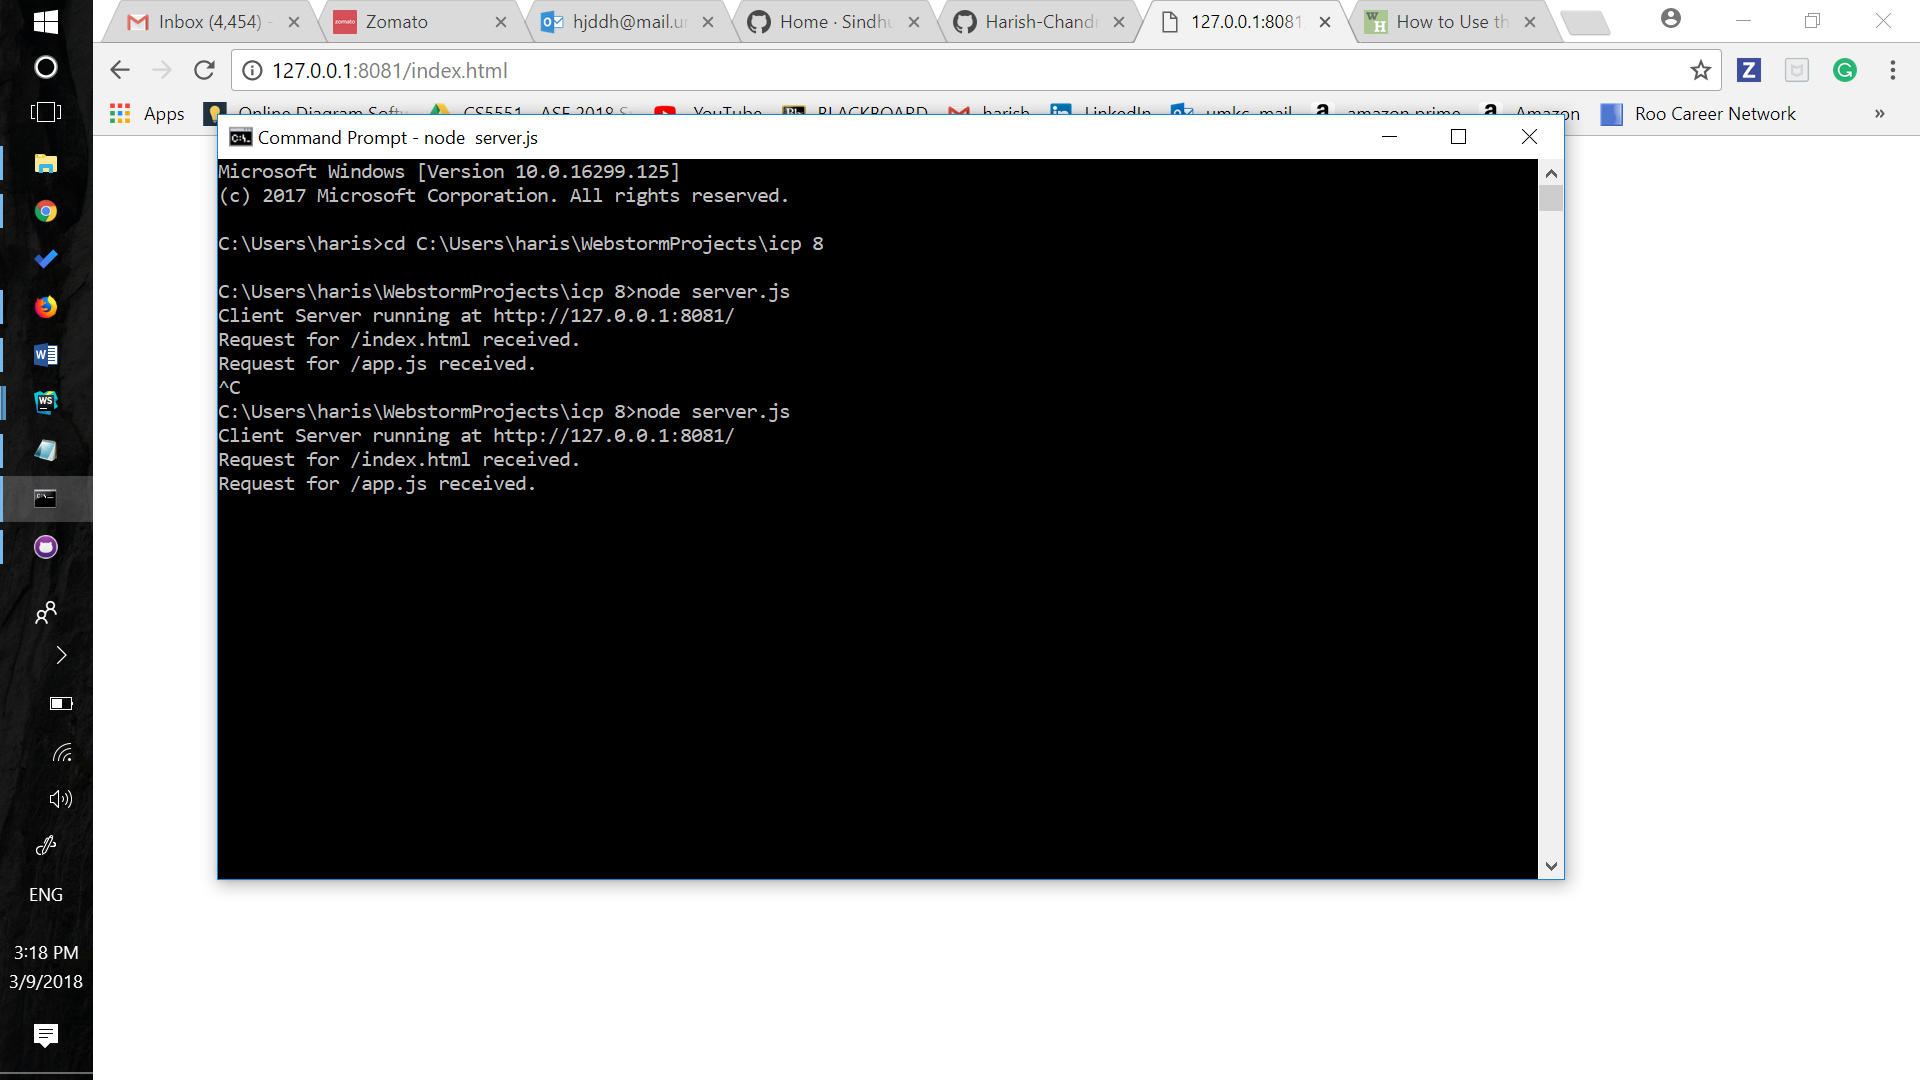 Inbox (4,454) -
Zomato
hjddh@mail.u
Home · Sindhu
Harish-Chand
127.0.0.1:8081
How to Use th
127.0.0.1:8081/index.html
Apps
Online Diagram Softw
CS5551 - ASE 2018 S
YouTube
BLACKBOARD
harish
LinkedIn
umkc mail
amazon prime
Amazon
Roo Career Network
»
Command Prompt - node server.js
Microsoft Windows [Version 10.0.16299.125]
(c) 2017 Microsoft Corporation. All rights reserved.
C:\Users\haris>cd C:\Users\haris\WebstormProjects\icp 8
C:\Users\haris\WebstormProjects\icp 8>node server.js
Client Server running at http://127.0.0.1:8081/
Request for /index.html received.
Request for /app.js received.
^C
C:\Users\haris\WebstormProjects\icp 8>node server.js
Client Server running at http://127.0.0.1:8081/
Request for /index.html received.
Request for /app.js received.
ENG
3:18 PM
3/9/2018